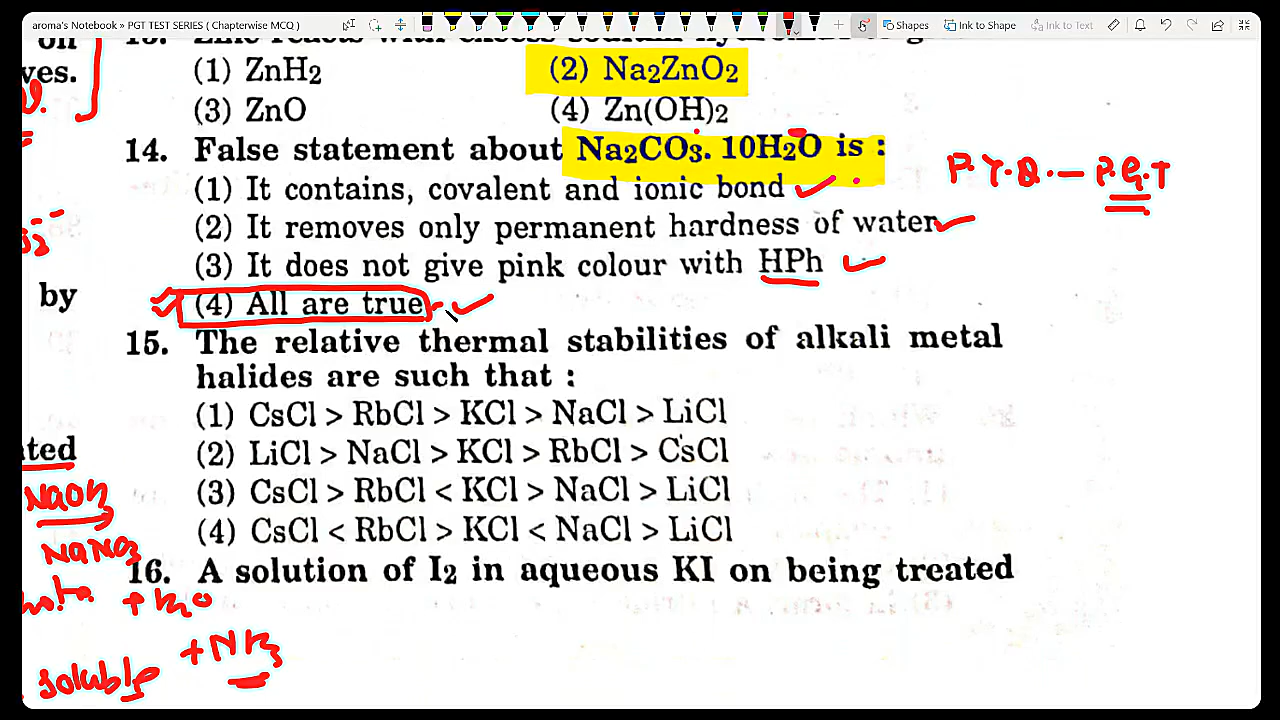 aroma's Notebook » PGT TEST SERIES ( Chapterwise MCQ )
Shapes Ink to Shape Ink to Text
on
ves.
(1) ZnH2 (2) Na2ZnO2
(3) ZnO (4) Zn(OH)2
14. False statement about Na2CO3. 10H2O is :
P.Y.Q. — P.G.T
(1) It contains, covalent and ionic bond
(2) It removes only permanent hardness of water
(3) It does not give pink colour with HPh
by
(4) All are true
15. The relative thermal stabilities of alkali metal
halides are such that :
(1) CsCl > RbCl > KCl > NaCl > LiCl
(2) LiCl > NaCl > KCl > RbCl > CsCl
ated
(3) CsCl > RbCl < KCl > NaCl > LiCl
NaOH
(4) CsCl < RbCl > KCl < NaCl > LiCl
NaNO3
16. A solution of I2 in aqueous KI on being treated
+ H2O
+ NH3
soluble